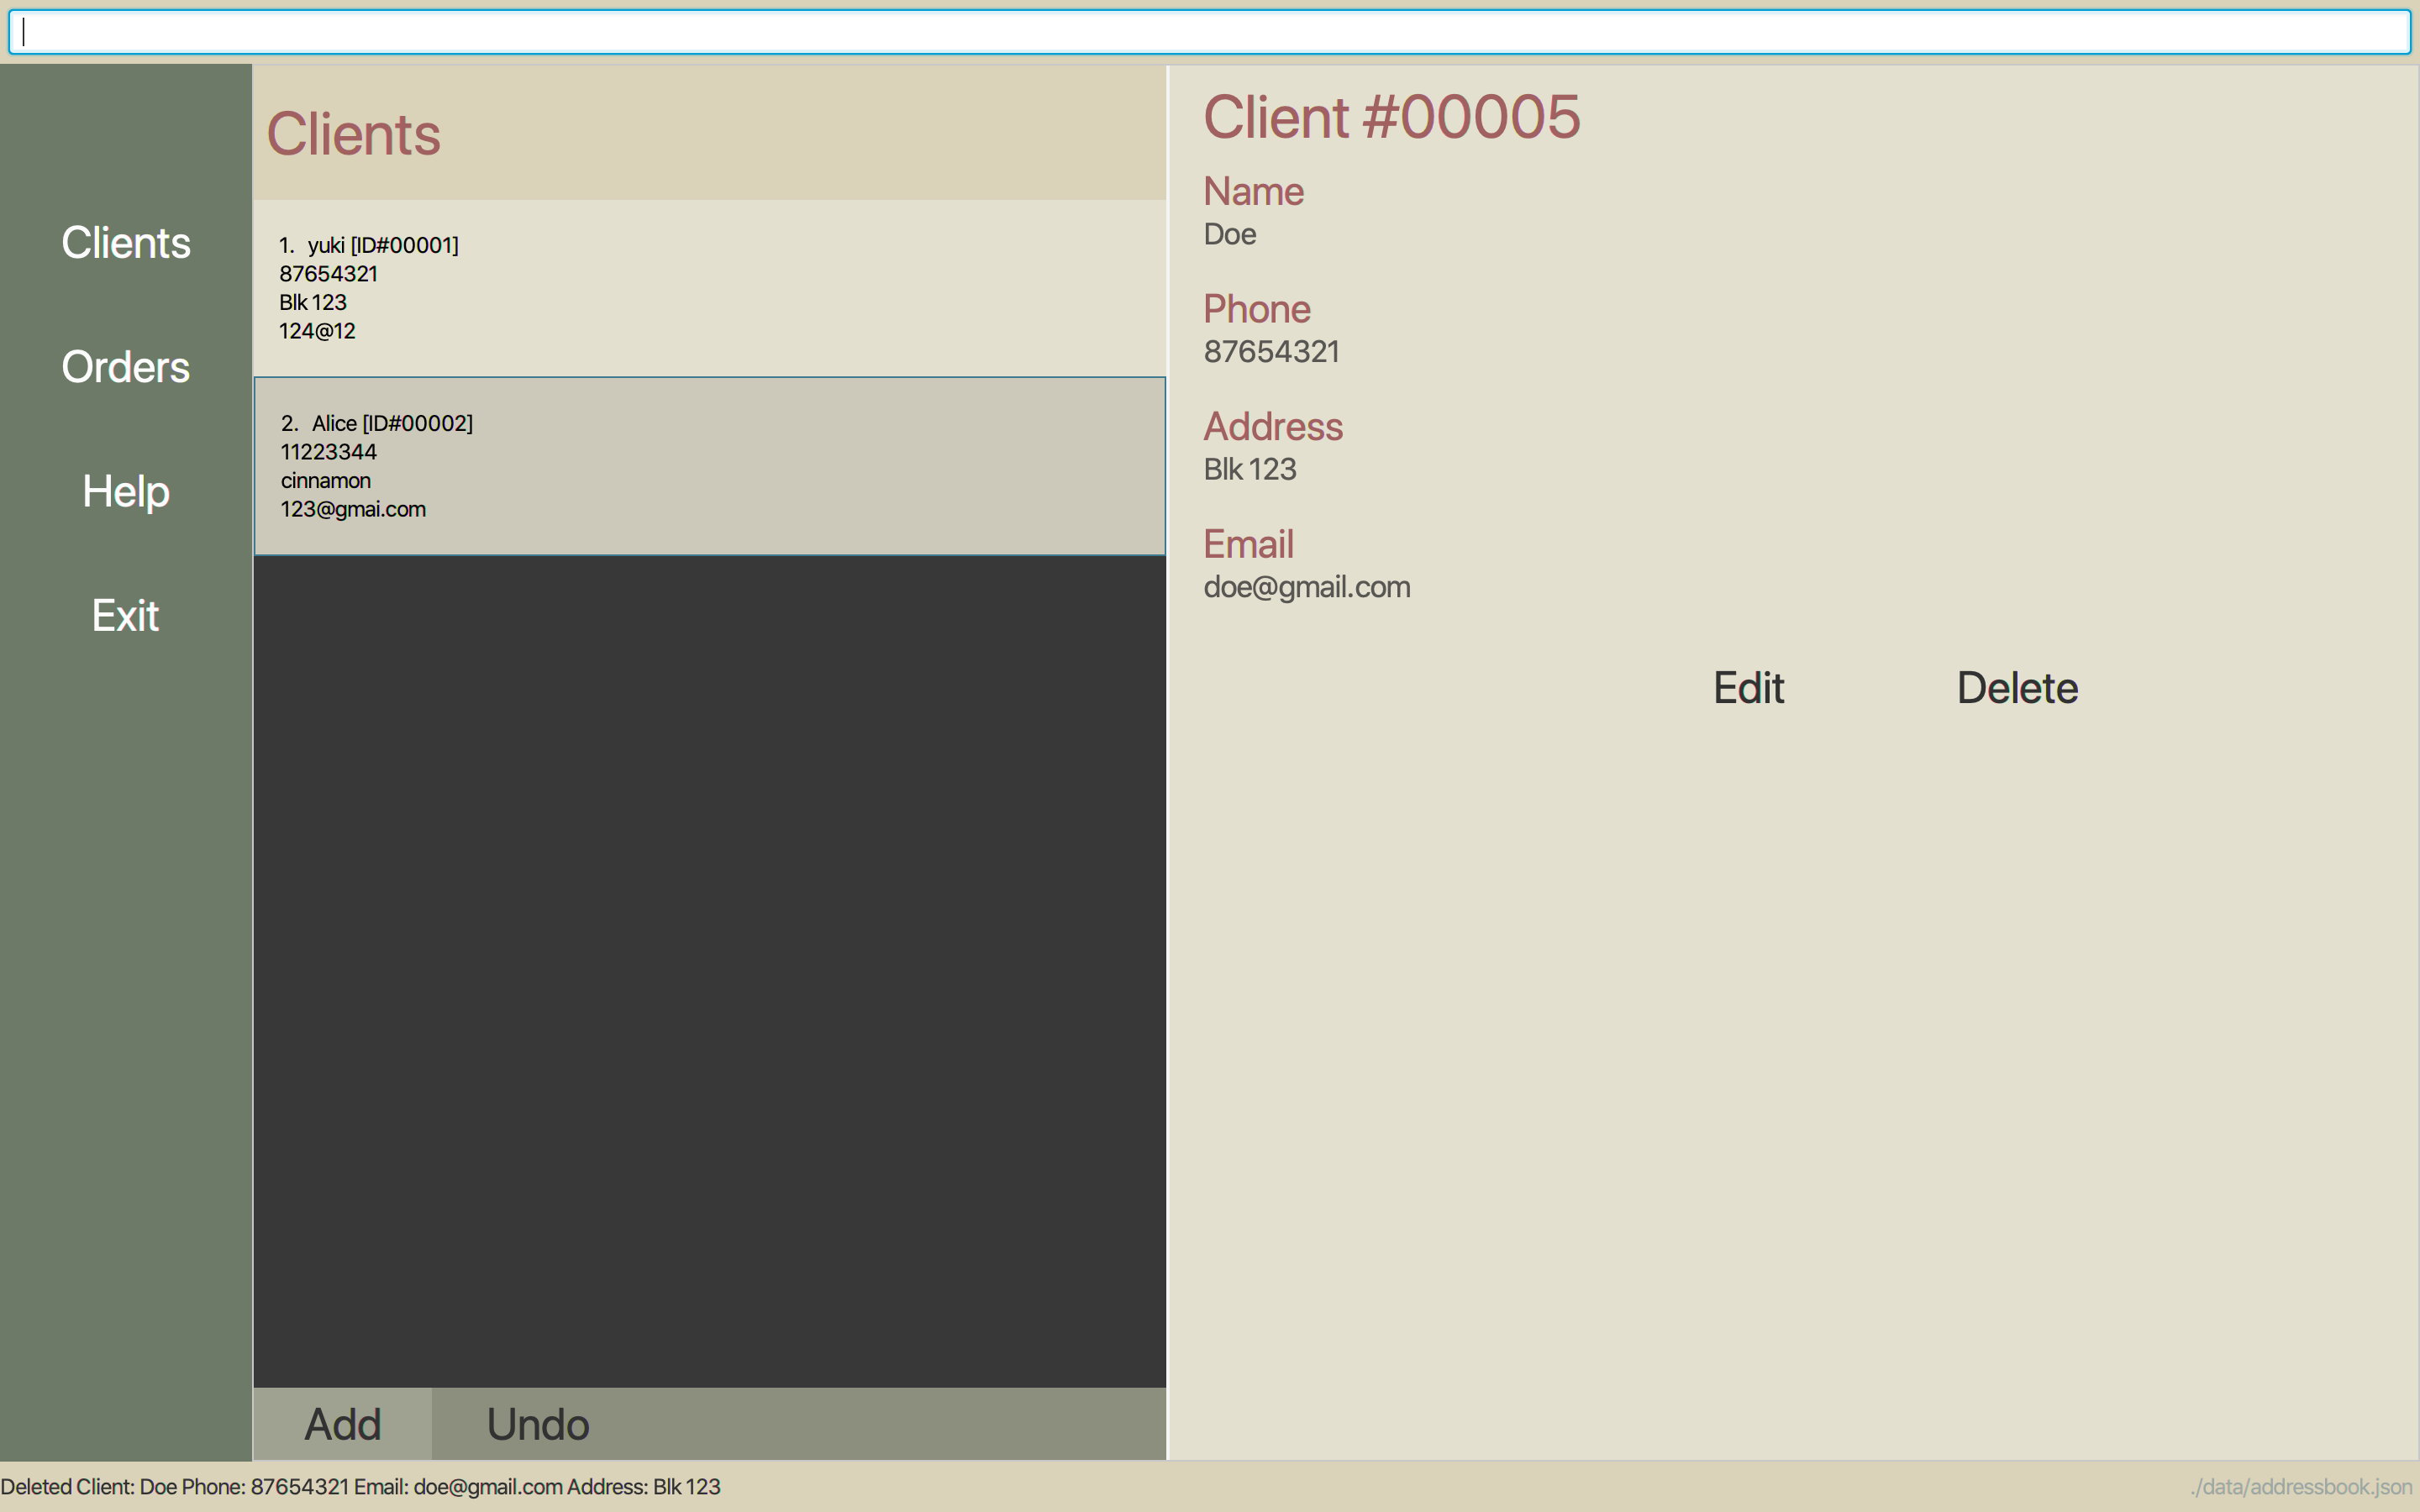 Clients
Orders
Help
Exit
Clients
1. yuki [ID#00001]
87654321
Blk 123
124@12
2. Alice [ID#00002]
11223344
cinnamon
123@gmai.com
Add
Undo
Client #00005
Name
Doe
Phone
87654321
Address
Blk 123
Email
doe@gmail.com
Edit
Delete
Deleted Client: Doe Phone: 87654321 Email: doe@gmail.com Address: Blk 123
./data/addressbook.json